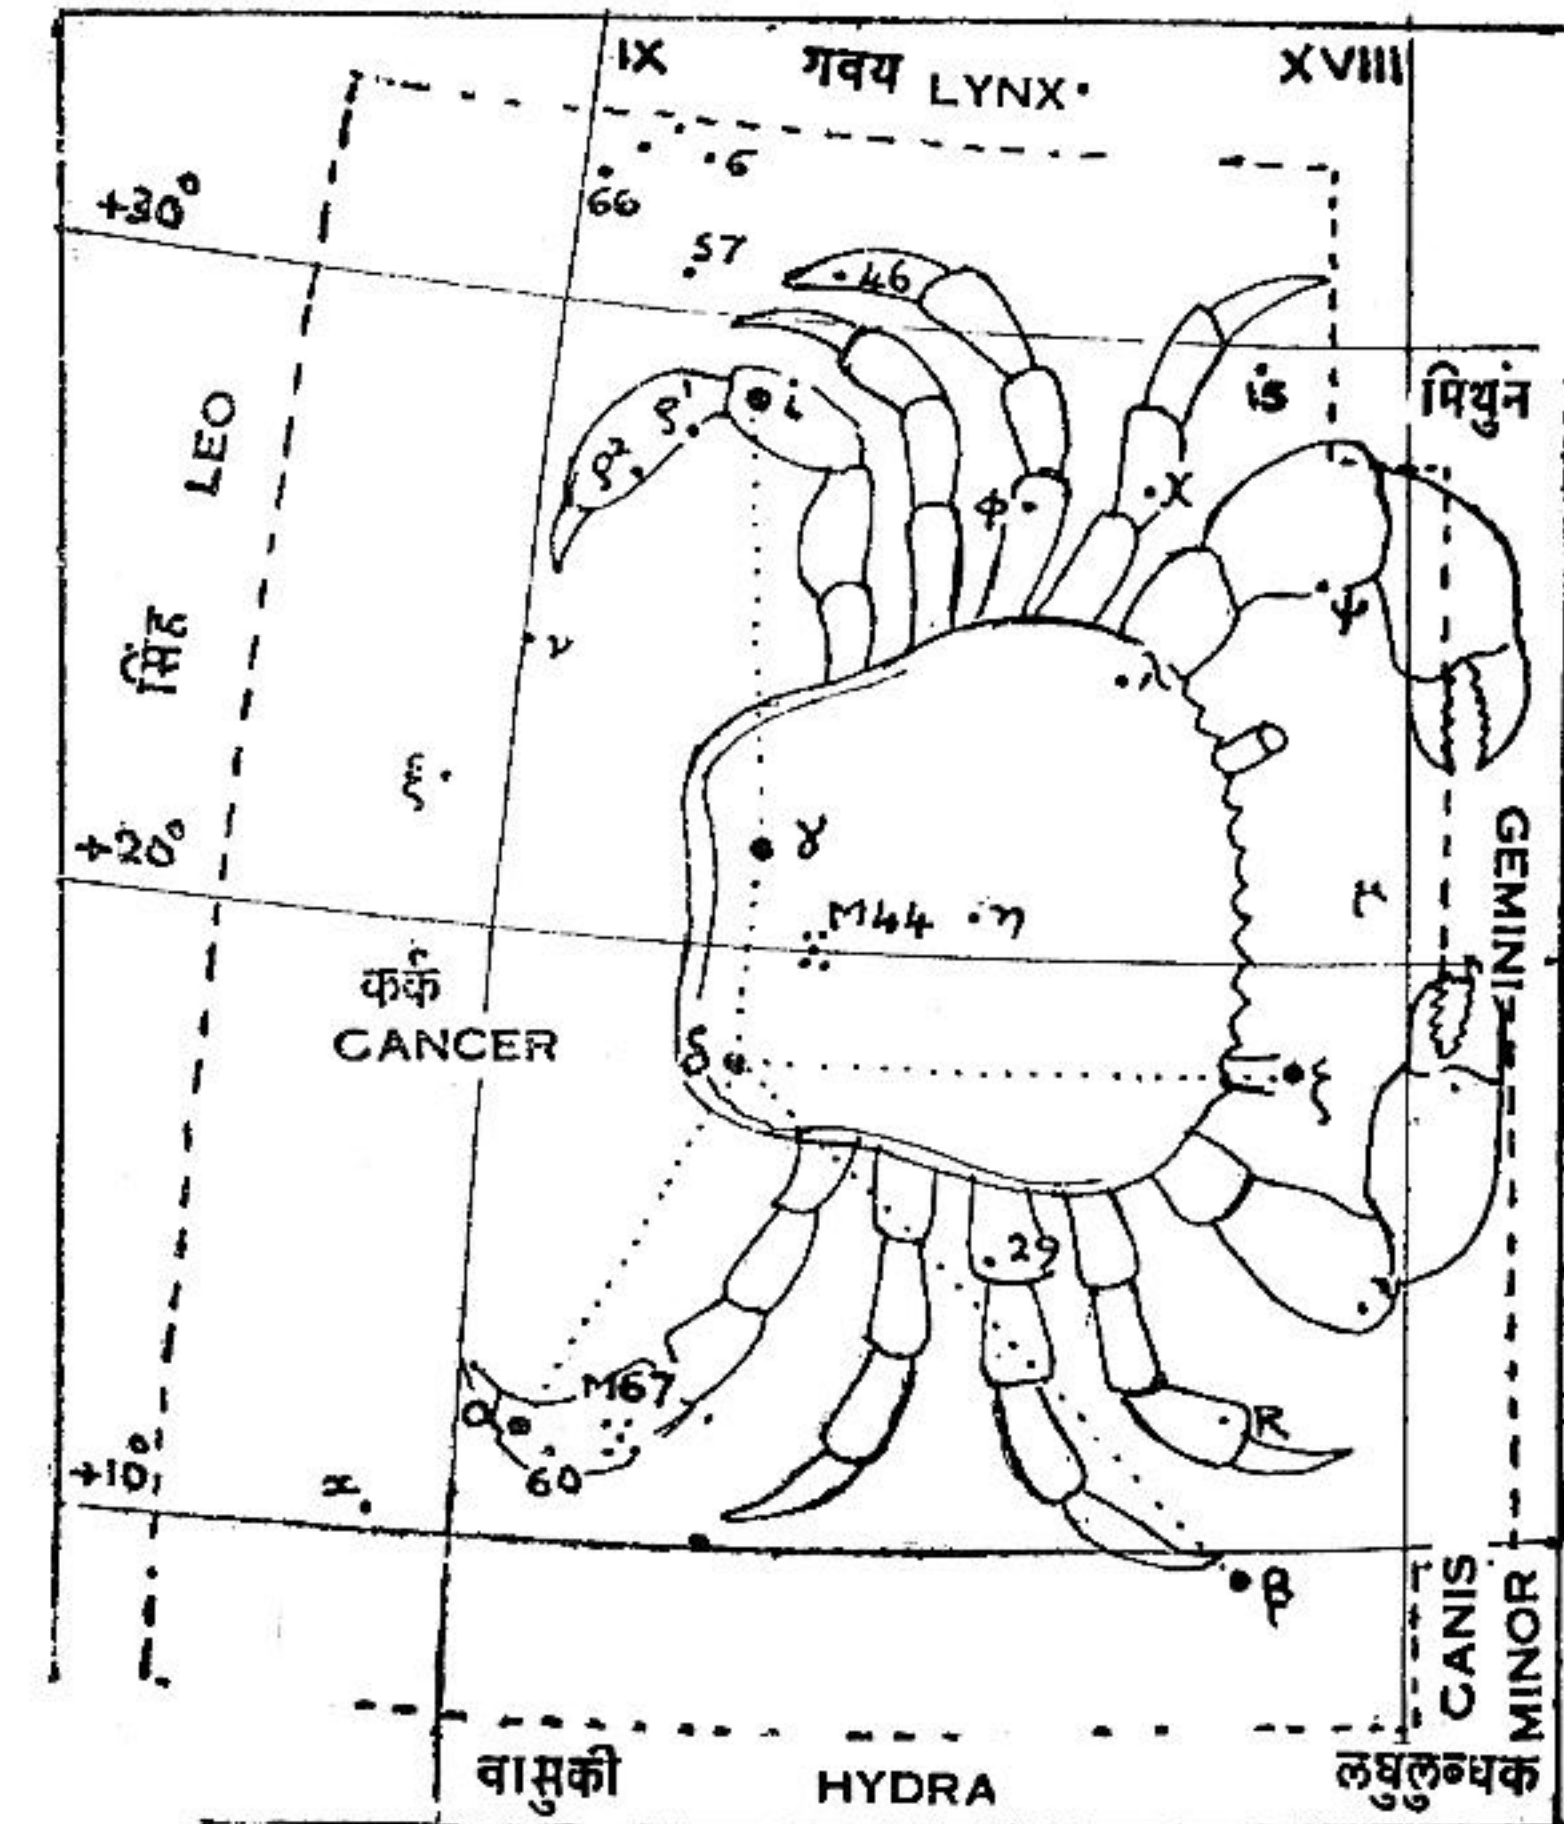 IX गवय LYNX XVIII
66 6
+30°
57
46
LEO
ρ¹ i
ρ²
15 मिथुन
φ χ
ψ
सिंह
ν
λ
ξ
+20°
γ
GEMINI
M44 η
कर्क
CANCER
δ ξ
29
M67
α
60
R
+10°
β
CANIS
MINOR
वासुकी HYDRA लघुलुब्धक